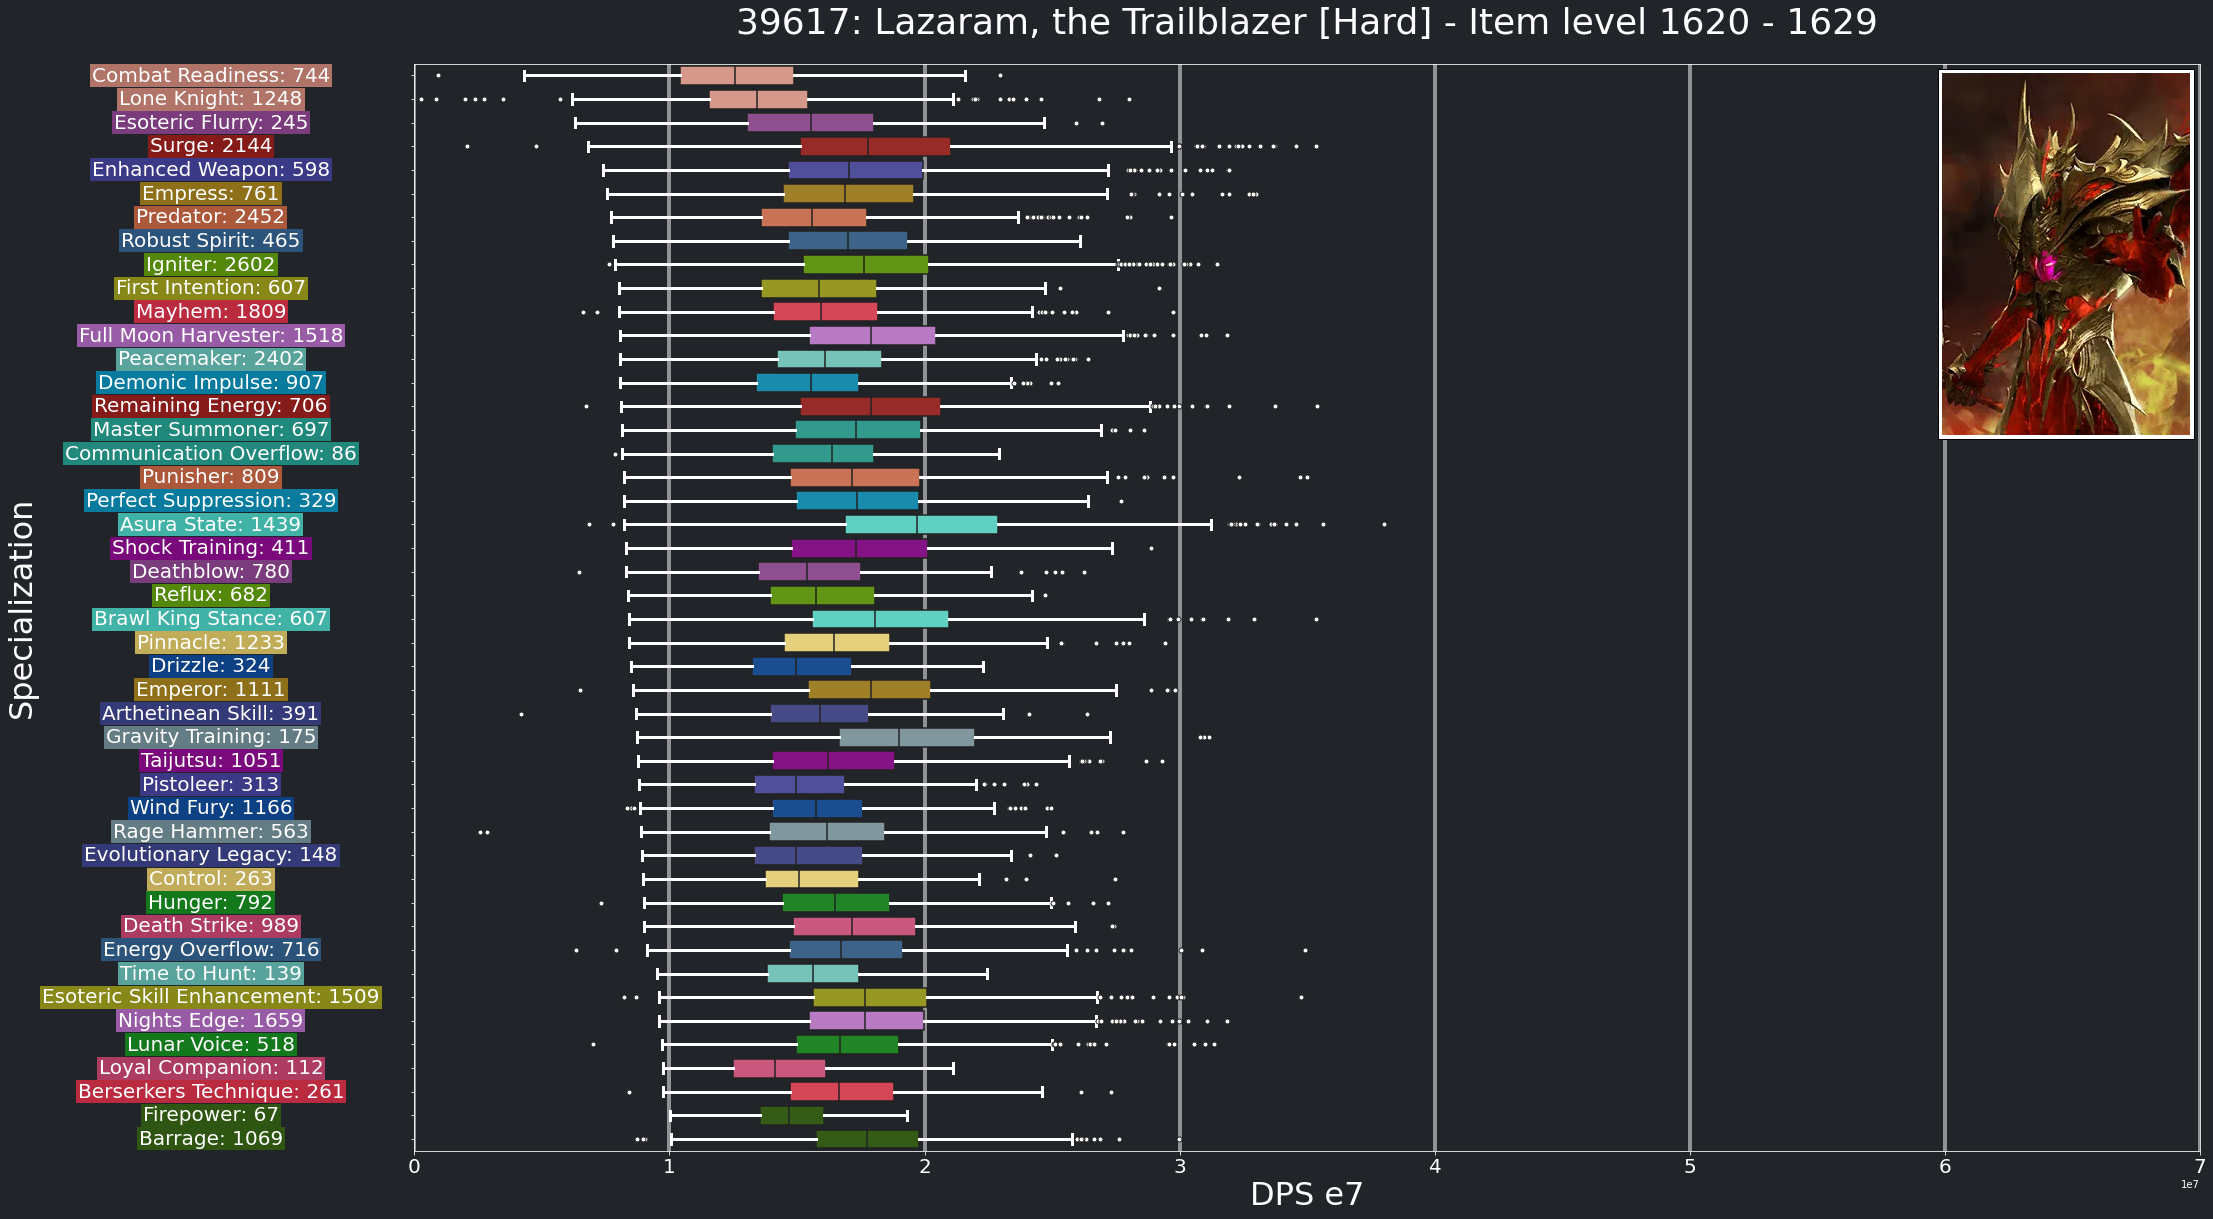 39617: Lazaram, the Trailblazer [Hard] - Item level 1620 - 1629
Specialization
Combat Readiness: 744
Lone Knight: 1248
Esoteric Flurry: 245
Surge: 2144
Enhanced Weapon: 598
Empress: 761
Predator: 2452
Robust Spirit: 465
Igniter: 2602
First Intention: 607
Mayhem: 1809
Full Moon Harvester: 1518
Peacemaker: 2402
Demonic Impulse: 907
Remaining Energy: 706
Master Summoner: 697
Communication Overflow: 86
Punisher: 809
Perfect Suppression: 329
Asura State: 1439
Shock Training: 411
Deathblow: 780
Reflux: 682
Brawl King Stance: 607
Pinnacle: 1233
Drizzle: 324
Emperor: 1111
Arthetinean Skill: 391
Gravity Training: 175
Taijutsu: 1051
Pistoleer: 313
Wind Fury: 1166
Rage Hammer: 563
Evolutionary Legacy: 148
Control: 263
Hunger: 792
Death Strike: 989
Energy Overflow: 716
Time to Hunt: 139
Esoteric Skill Enhancement: 1509
Nights Edge: 1659
Lunar Voice: 518
Loyal Companion: 112
Berserkers Technique: 261
Firepower: 67
Barrage: 1069
0 1 2 3 4 5 6 7
1e7
DPS e7